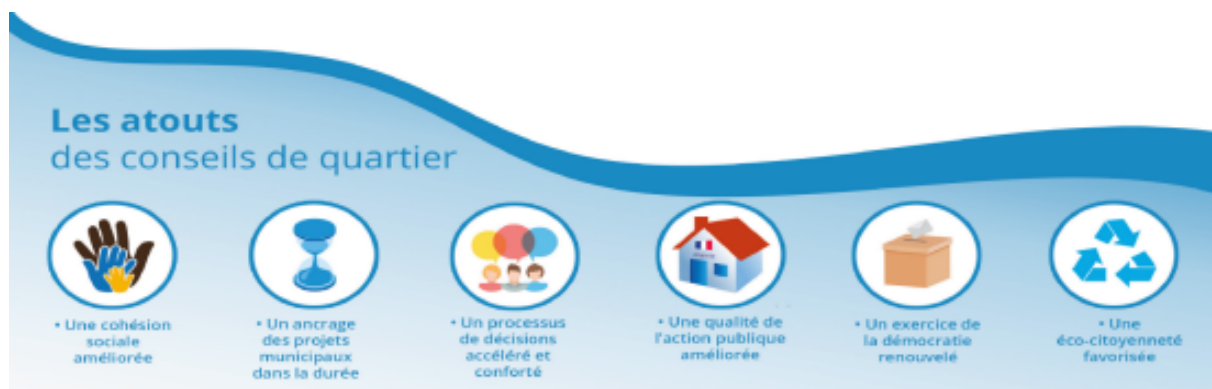 Les atouts
des conseils de quartier
• Une cohésion
sociale
améliorée
• Un ancrage
des projets
municipaux
dans la durée
• Un processus
de décisions
accéléré et
conforté
• Une qualité de
l'action publique
améliorée
• Un exercice de
la démocratie
renouvelé
• Une
éco-citoyenneté
favorisée